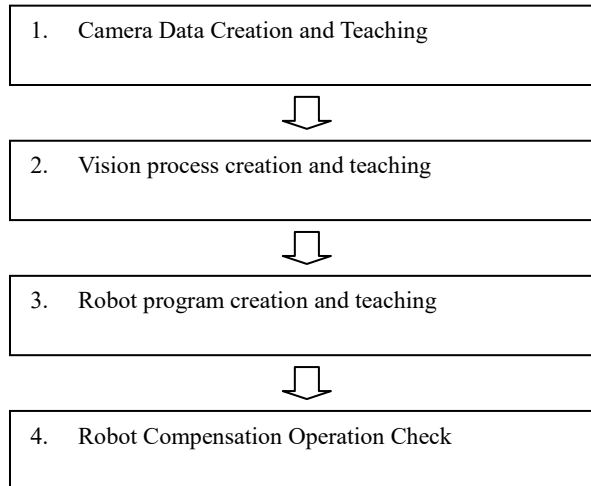 1. Camera Data Creation and Teaching
2. Vision process creation and teaching
3. Robot program creation and teaching
4. Robot Compensation Operation Check